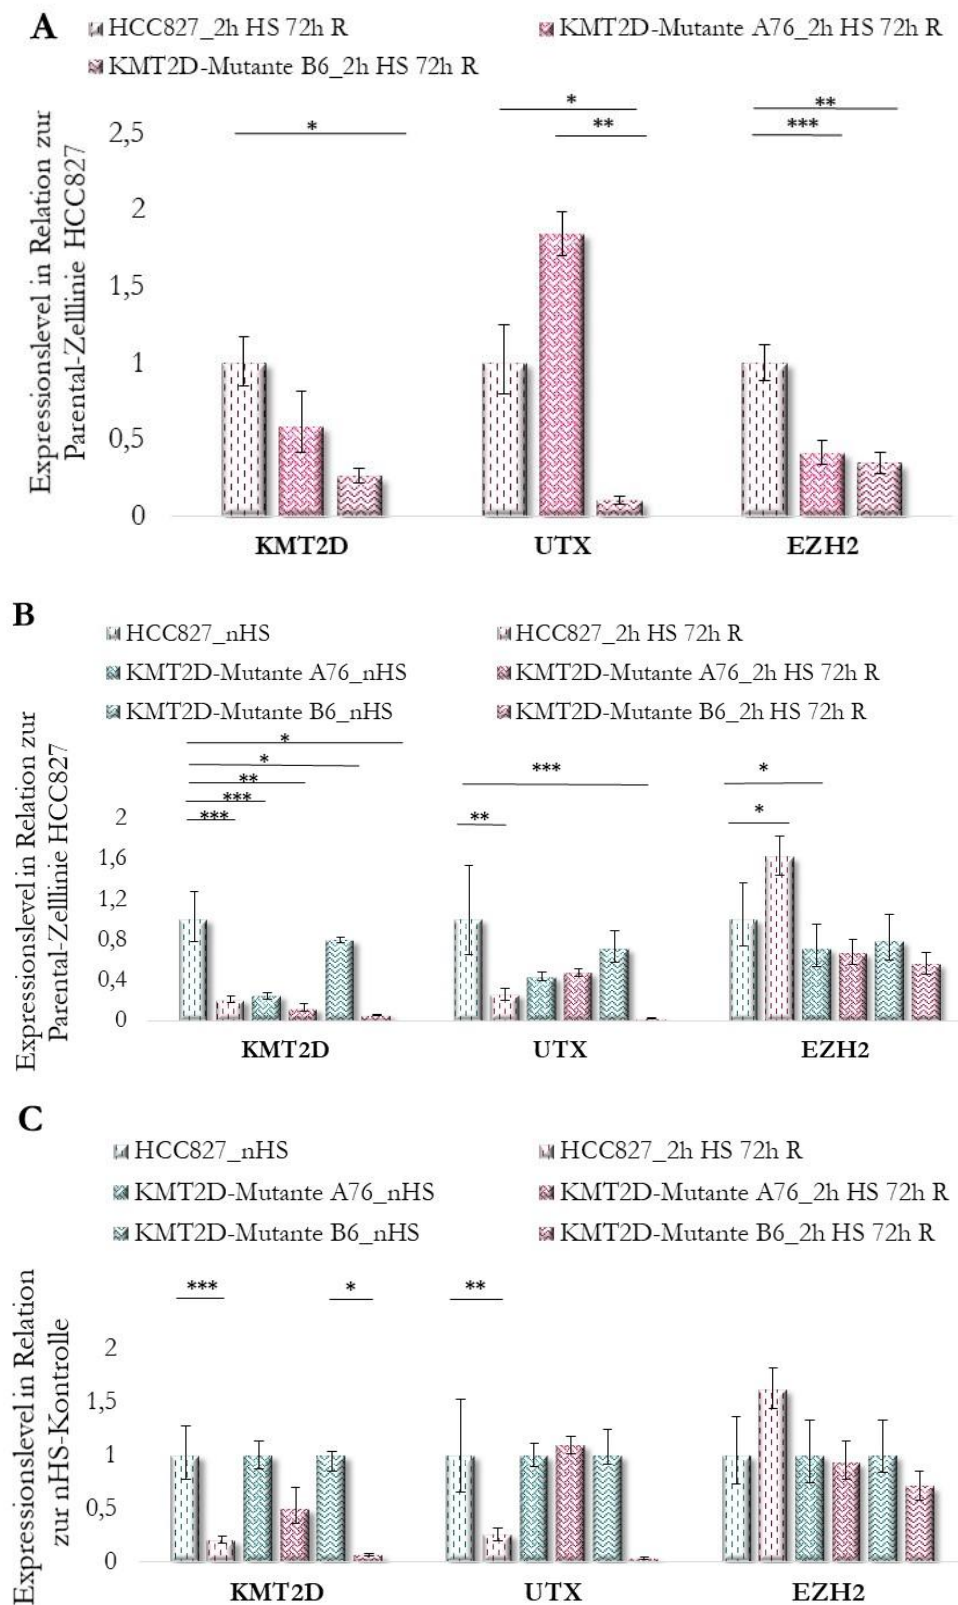 A
HCC827_2h HS 72h R
KMT2D-Mutante A76_2h HS 72h R
KMT2D-Mutante B6_2h HS 72h R
Expressionslevel in Relation zur
Parental-Zelllinie HCC827
*
*
**
**
***
2,5
2
1,5
1
0,5
0
KMT2D
UTX
EZH2
B
HCC827_nHS
HCC827_2h HS 72h R
KMT2D-Mutante A76_nHS
KMT2D-Mutante A76_2h HS 72h R
KMT2D-Mutante B6_nHS
KMT2D-Mutante B6_2h HS 72h R
Expressionslevel in Relation zur
Parental-Zelllinie HCC827
*
*
**
***
***
***
**
*
*
2
1,6
1,2
0,8
0,4
0
KMT2D
UTX
EZH2
C
HCC827_nHS
HCC827_2h HS 72h R
KMT2D-Mutante A76_nHS
KMT2D-Mutante A76_2h HS 72h R
KMT2D-Mutante B6_nHS
KMT2D-Mutante B6_2h HS 72h R
Expressionslevel in Relation
zur nHS-Kontrolle
***
*
**
2
1,5
1
0,5
0
KMT2D
UTX
EZH2